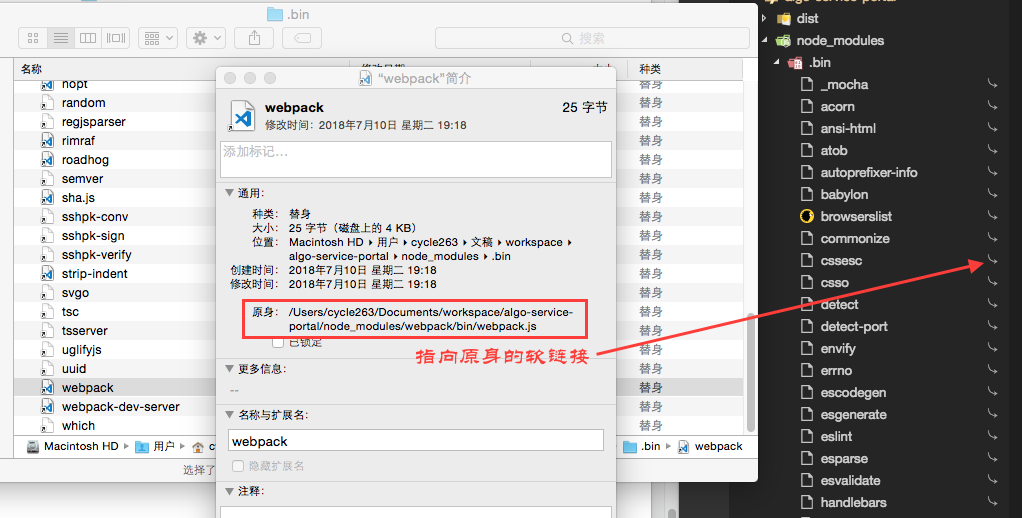 .bin
搜索
名称
种类
nopt
替身
random
替身
regjsparser
替身
rimraf
替身
roadhog
替身
semver
替身
sha.js
替身
sshpk-conv
替身
sshpk-sign
替身
sshpk-verify
替身
strip-indent
替身
svgo
替身
tsc
替身
tsserver
替身
uglifyjs
替身
uuid
替身
webpack
替身
webpack-dev-server
替身
which
替身
Macintosh HD
用户
.bin
webpack
选择了
“webpack”简介
webpack
25 字节
修改时间: 2018年7月10日 星期二 19:18
添加标记…
通用:
种类: 替身
大小: 25 字节（磁盘上的 4 KB）
位置: Macintosh HD ▸ 用户 ▸ cycle263 ▸ 文稿 ▸ workspace ▸
algo-service-portal ▸ node_modules ▸ .bin
创建时间: 2018年7月10日 星期二 19:18
修改时间: 2018年7月10日 星期二 19:18
原身: /Users/cycle263/Documents/workspace/algo-service-
portal/node_modules/webpack/bin/webpack.js
已锁定
指向原身的软链接
更多信息:
--
名称与扩展名:
webpack
隐藏扩展名
注释:
algo-service-portal
dist
node_modules
.bin
_mocha
acorn
ansi-html
atob
autoprefixer-info
babylon
browserslist
commonize
cssesc
csso
detect
detect-port
envify
errno
escodegen
esgenerate
eslint
esparse
esvalidate
handlebars